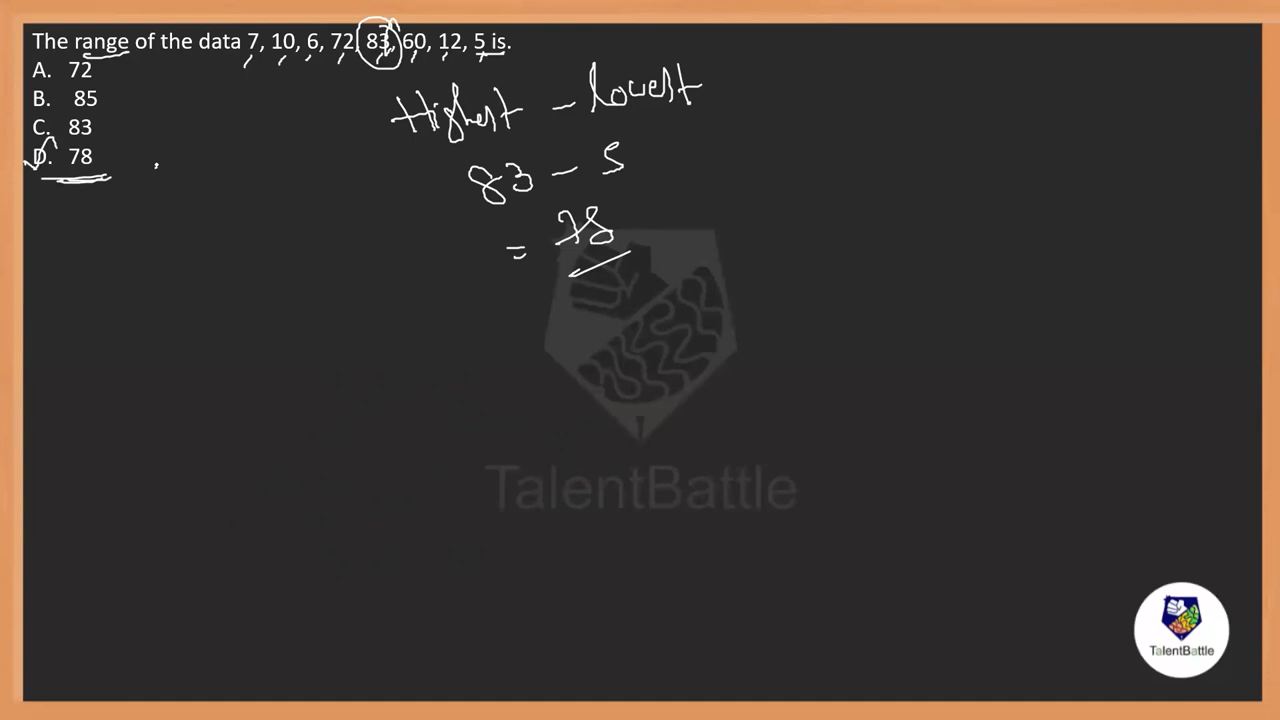 The range of the data 7, 10, 6, 72, 83, 60, 12, 5 is.
A. 72
B. 85
C. 83
D. 78
Highest - lowest
83 - 5
= 78
TalentBattle
TalentBattle